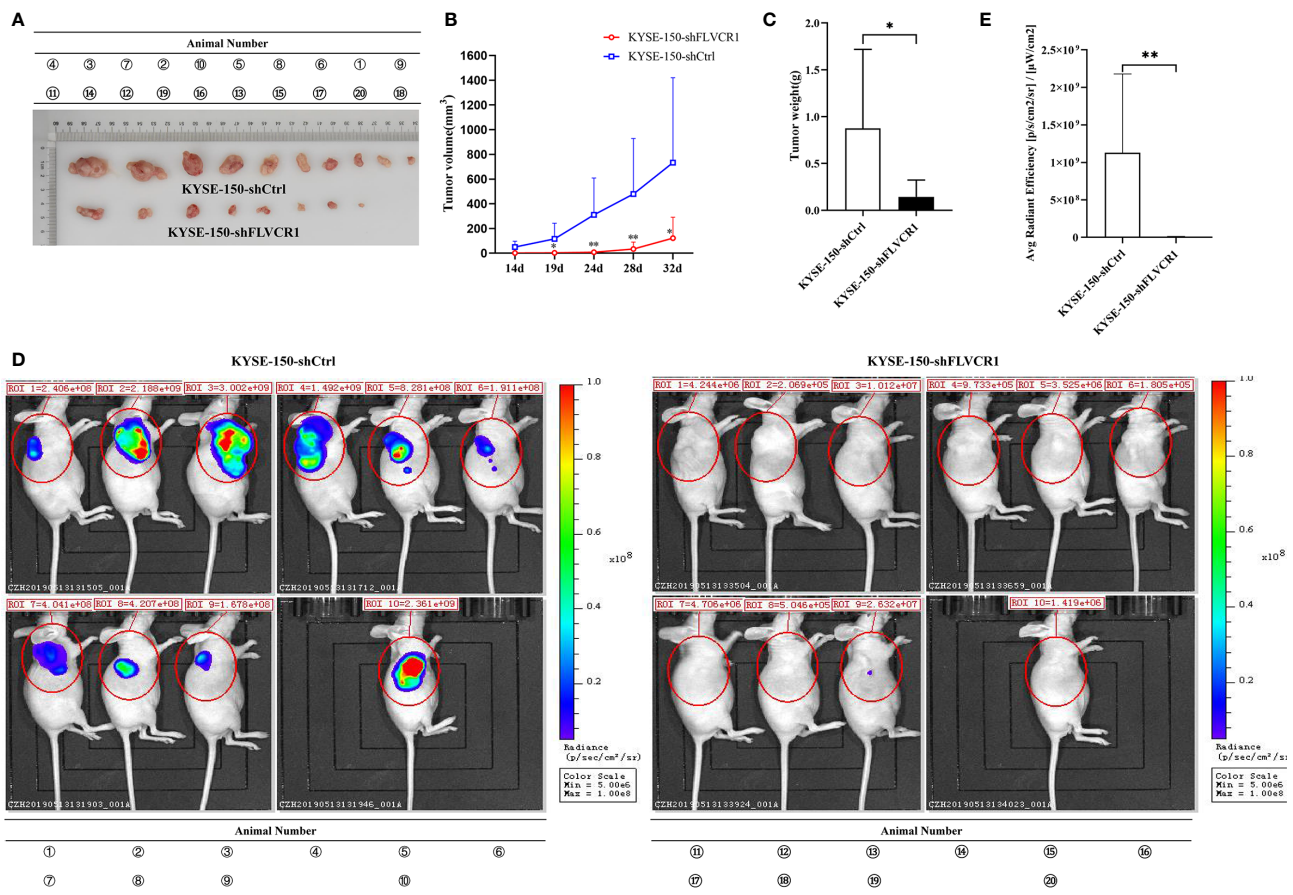 A
Animal Number
④ ③ ⑦ ② ⑩ ⑤ ⑧ ⑥ ① ⑨
⑪ ⑭ ⑫ ⑲ ⑯ ⑬ ⑮ ⑰ ⑳ ⑱
KYSE-150-shCtrl
KYSE-150-shFLVCR1
B
KYSE-150-shFLVCR1
KYSE-150-shCtrl
Tumor volume(mm³)
1600
1400
1200
1000
800
600
400
200
0
* ** ** *
14d 19d 24d 28d 32d
C
*
Tumor weight(g)
2.0
1.5
1.0
0.5
0.0
KYSE-150-shCtrl
KYSE-150-shFLVCR1
E
**
Avg Radiant Efficiency [p/s/cm2/sr] / [µW/cm2]
2.5×10⁹
2×10⁹
1×10⁹
5×10⁸
0
KYSE-150-shCtrl
KYSE-150-shFLVCR1
D
KYSE-150-shCtrl
ROI 1=2.406e+08 ROI 2=2.188e+09 ROI 3=3.002e+09 ROI 4=1.492e+09 ROI 5=8.281e+08 ROI 6=1.911e+08
CZH20190513131505_001 CZH20190513131712_001
ROI 7=4.041e+08 ROI 8=4.207e+08 ROI 9=1.678e+08 ROI 10=2.361e+09
CZH20190513131903_001A CZH20190513131946_001A
1.0
0.8
×10⁸
0.6
0.4
0.2
Radiance
(p/sec/cm²/sr)
Color Scale
Min = 5.00e6
Max = 1.00e8
Animal Number
① ② ③ ④ ⑤ ⑥
⑦ ⑧ ⑨ ⑩
KYSE-150-shFLVCR1
ROI 1=4.244e+06 ROI 2=2.069e+05 ROI 3=1.012e+07 ROI 4=9.733e+05 ROI 5=3.525e+06 ROI 6=1.805e+05
CZH20190513133504_001A CZH20190513133659_001A
ROI 7=4.706e+06 ROI 8=5.046e+05 ROI 9=2.632e+07 ROI 10=1.419e+06
CZH20190513133924_001A CZH20190513134023_001A
1.0
0.8
×10⁸
0.6
0.4
0.2
Radiance
(p/sec/cm²/s
Color Scale
Min = 5.00e6
Max = 1.00e8
Animal Number
⑪ ⑫ ⑬ ⑭ ⑮ ⑯
⑰ ⑱ ⑲ ⑳